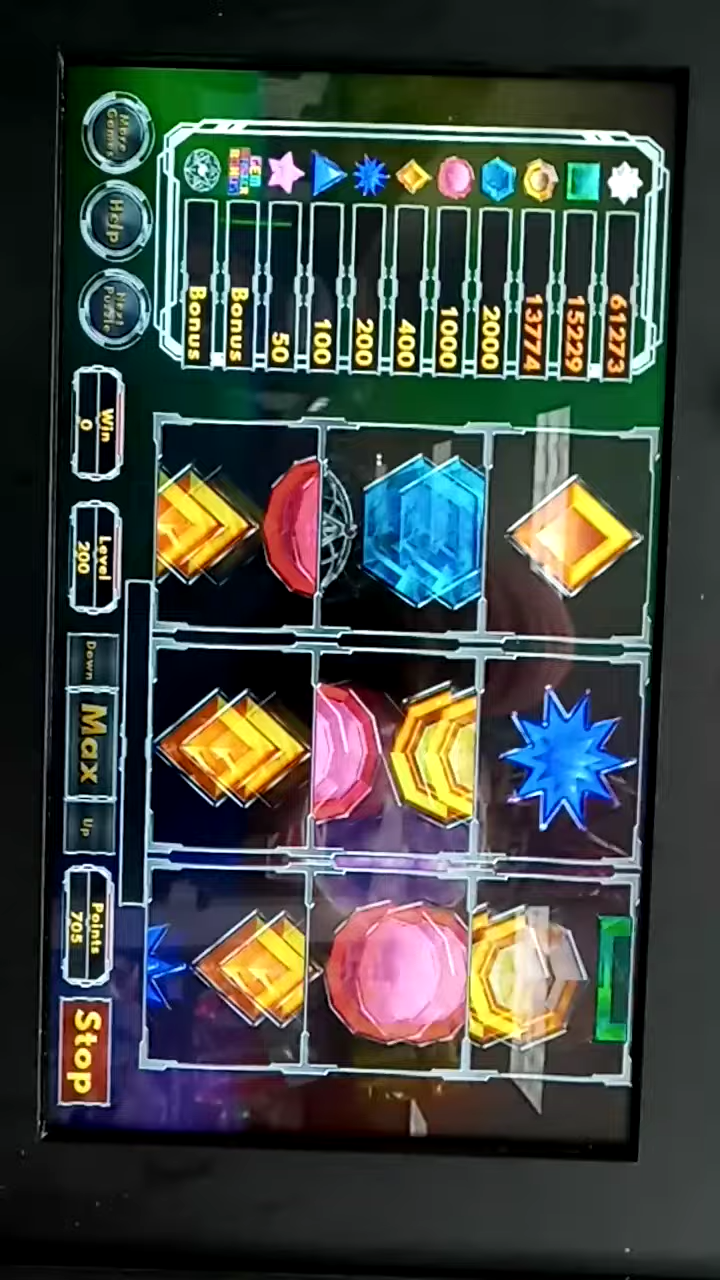 61273
15229
13774
2000
1000
400
200
100
50
Bonus
Bonus
More
Games
Help
Next
Puzzle
Win
0
Level
200
Down
Max
Up
Points
705
Stop